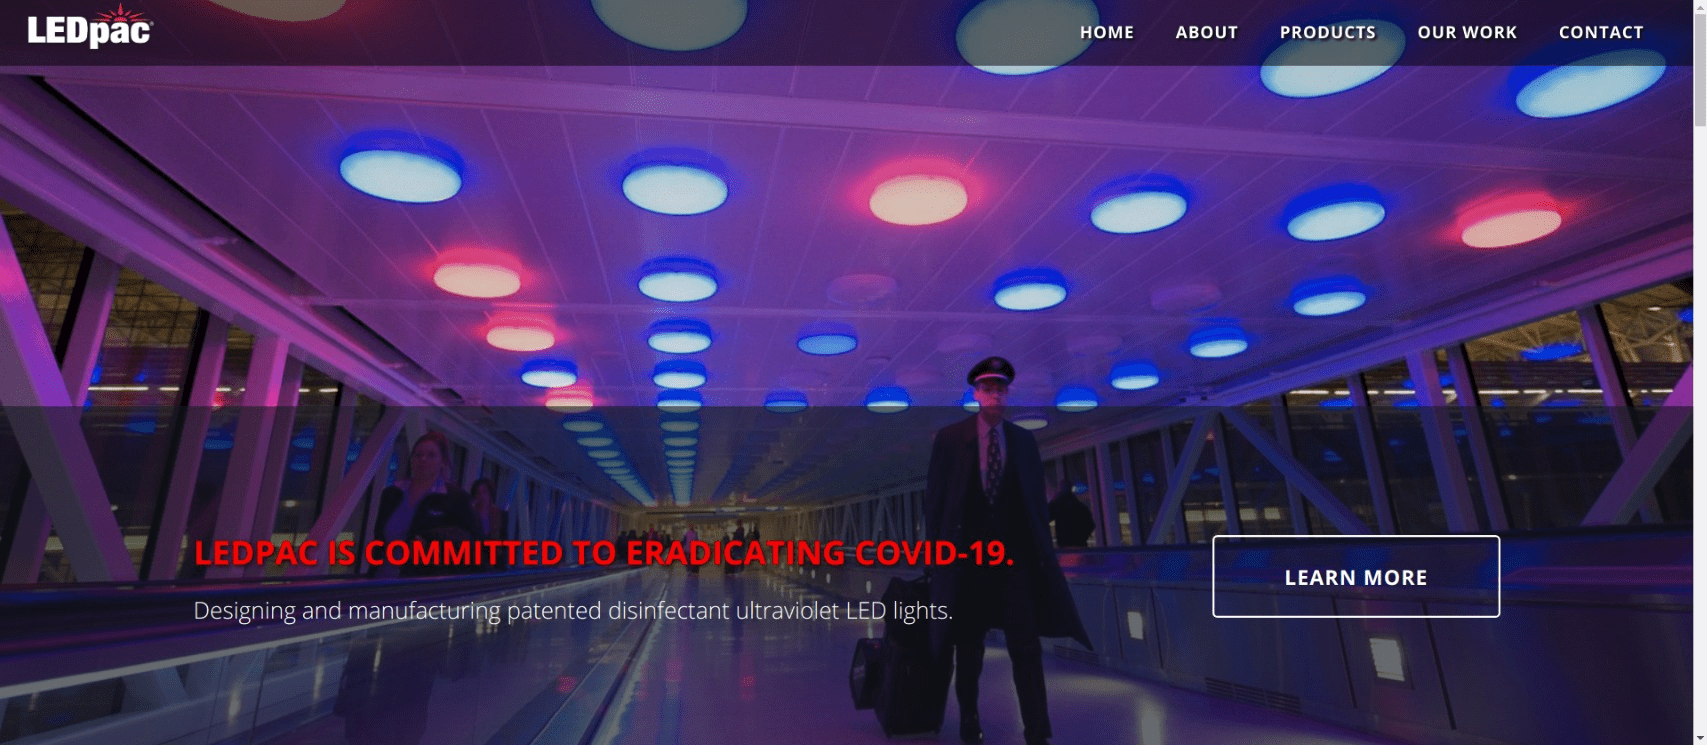 LEDpac
HOME ABOUT PRODUCTS OUR WORK CONTACT
LEDPAC IS COMMITTED TO ERADICATING COVID-19.
Designing and manufacturing patented disinfectant ultraviolet LED lights.
LEARN MORE